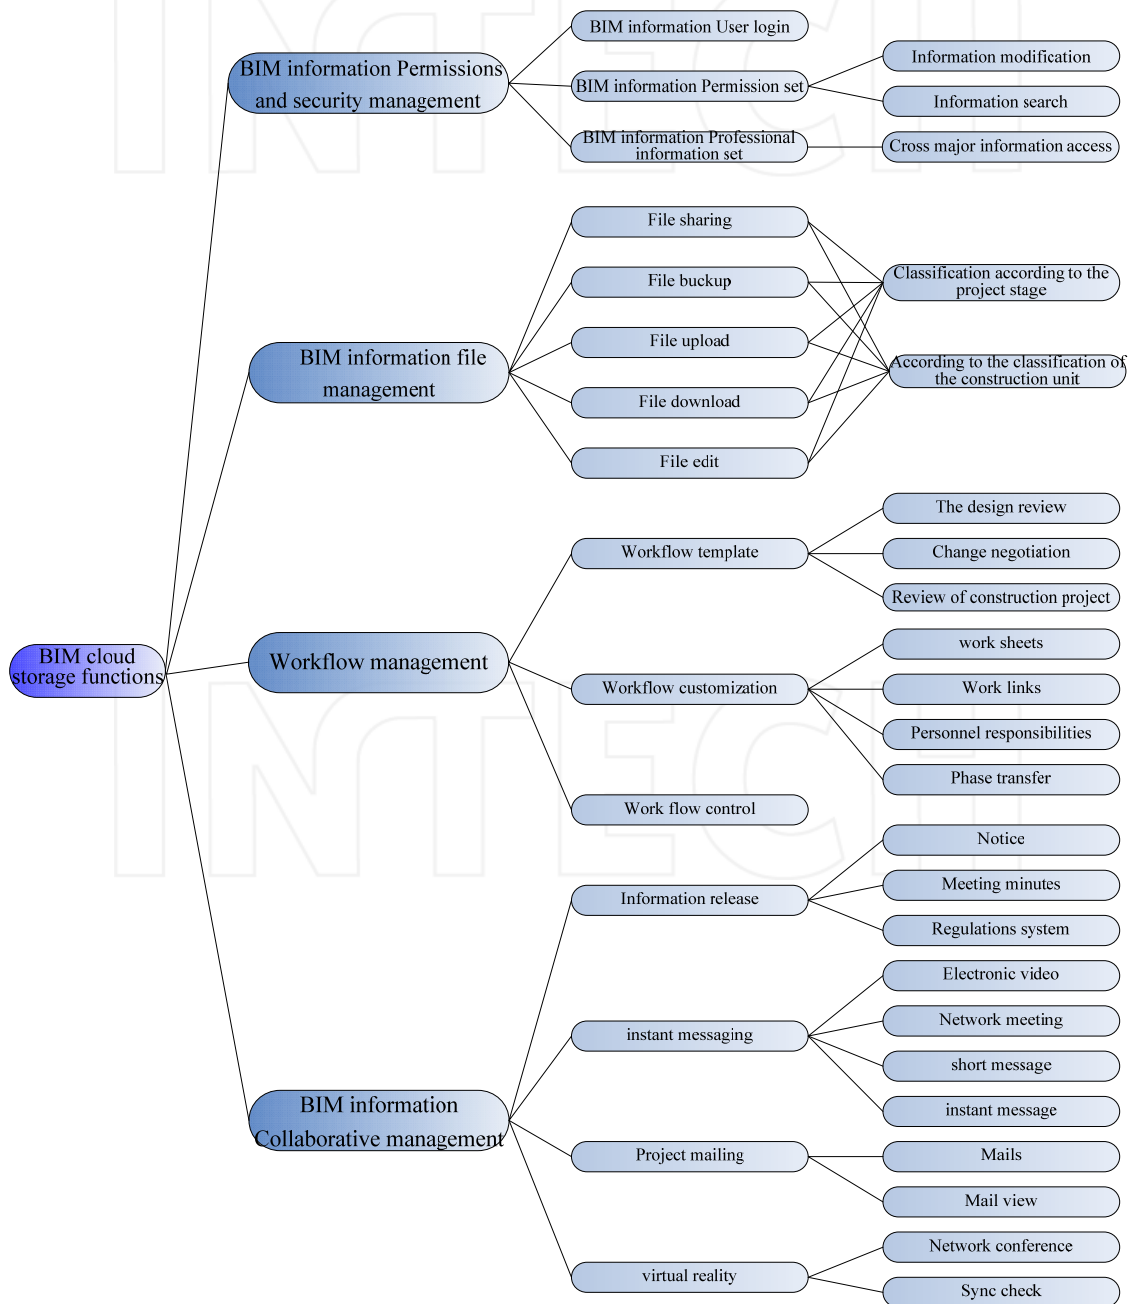 INTECH
BIM information User login
BIM information Permissions
and security management
BIM information Permission set
Information modification
Information search
BIM information Professional
information set
Cross major information access
File sharing
File buckup
File upload
File download
File edit
Classification according to the
project stage
According to the classification of
the construction unit
BIM information file
management
Workflow template
The design review
Change negotiation
Review of construction project
BIM cloud
storage functions
Workflow management
Workflow customization
work sheets
Work links
Personnel responsibilities
Phase transfer
Work flow control
INTECH
Information release
Notice
Meeting minutes
Regulations system
instant messaging
Electronic video
Network meeting
short message
instant message
BIM information
Collaborative management
Project mailing
Mails
Mail view
virtual reality
Network conference
Sync check